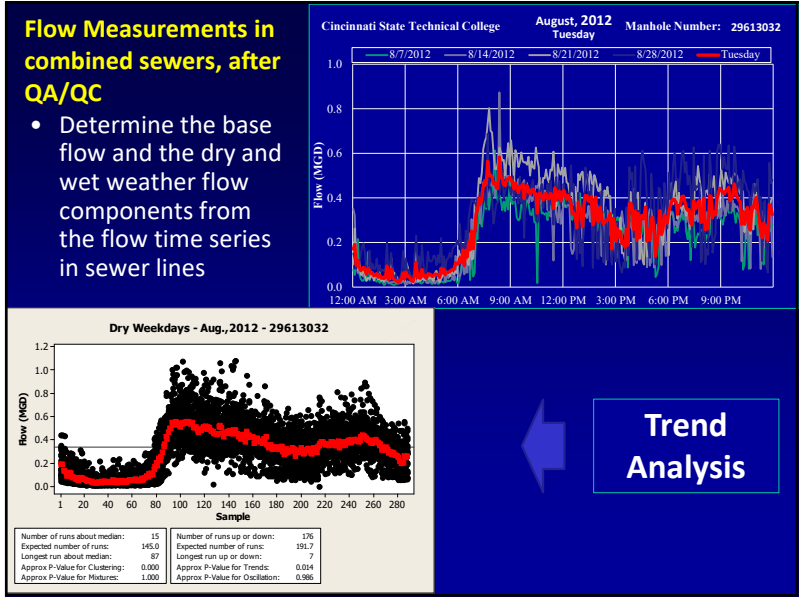 Flow Measurements in
combined sewers, after
QA/QC
• Determine the base
flow and the dry and
wet weather flow
components from
the flow time series
in sewer lines
Cincinnati State Technical College August, 2012 Manhole Number: 29613032
Tuesday
8/7/2012 8/14/2012 8/21/2012 8/28/2012 Tuesday
1.0
0.8
0.6
0.4
0.2
0.0
Flow (MGD)
12:00 AM 3:00 AM 6:00 AM 9:00 AM 12:00 PM 3:00 PM 6:00 PM 9:00 PM
Dry Weekdays - Aug.,2012 - 29613032
1.2
1.0
0.8
0.6
0.4
0.2
0.0
Flow (MGD)
1 20 40 60 80 100 120 140 160 180 200 220 240 260 280
Sample
Number of runs about median: 15
Expected number of runs: 145.0
Longest run about median: 87
Approx P-Value for Clustering: 0.000
Approx P-Value for Mixtures: 1.000
Number of runs up or down: 176
Expected number of runs: 191.7
Longest run up or down: 7
Approx P-Value for Trends: 0.014
Approx P-Value for Oscillation: 0.986
Trend
Analysis